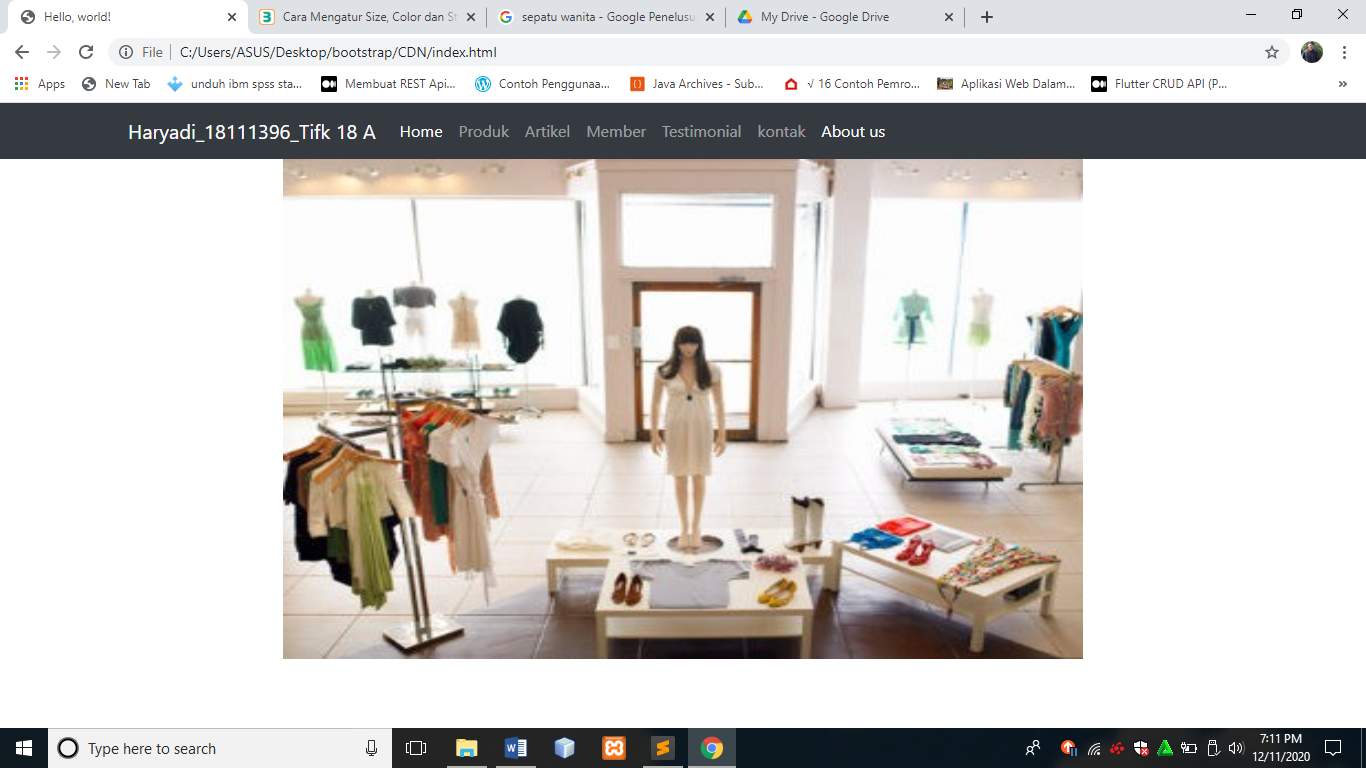 Hello, world!
Cara Mengatur Size, Color dan St
sepatu wanita - Google Penelusu
My Drive - Google Drive
File
C:/Users/ASUS/Desktop/bootstrap/CDN/index.html
Apps
New Tab
unduh ibm spss sta...
Membuat REST Api...
Contoh Penggunaa...
Java Archives - Sub...
√ 16 Contoh Pemro...
Aplikasi Web Dalam...
Flutter CRUD API (P...
»
Haryadi_18111396_Tifk 18 A
Home
Produk
Artikel
Member
Testimonial
kontak
About us
Type here to search
7:11 PM
12/11/2020